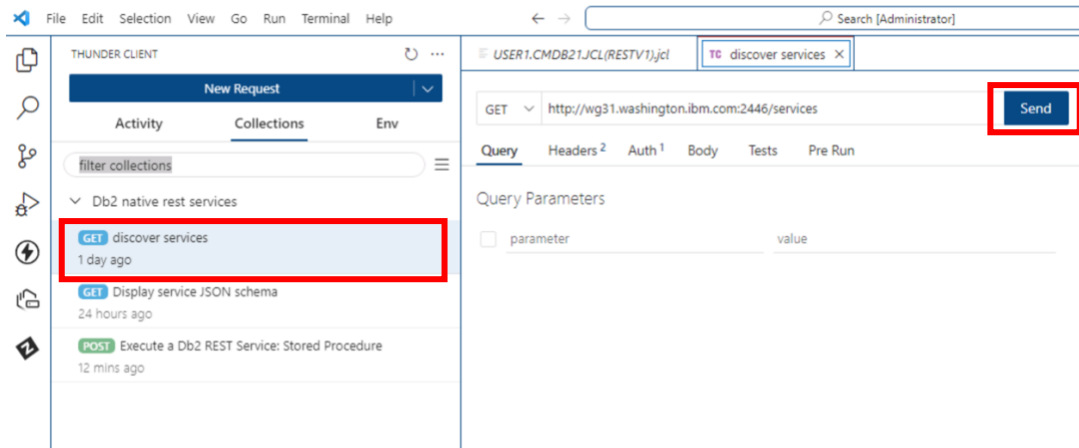 File Edit Selection View Go Run Terminal Help
Search [Administrator]
THUNDER CLIENT
New Request
Activity Collections Env
filter collections
Db2 native rest services
GET discover services
1 day ago
GET Display service JSON schema
24 hours ago
POST Execute a Db2 REST Service: Stored Procedure
12 mins ago
USER1.CMDB21.JCL(RESTV1).jcl
TC discover services
GET http://wg31.washington.ibm.com:2446/services
Send
Query Headers 2 Auth 1 Body Tests Pre Run
Query Parameters
parameter value